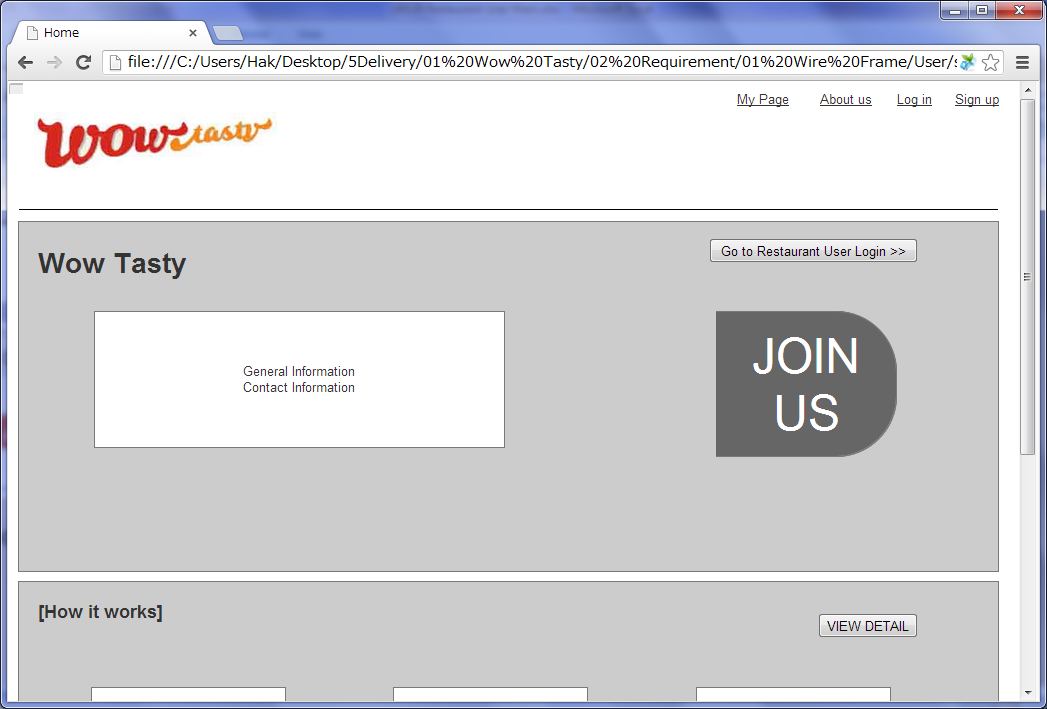 Home
file:///C:/Users/Hak/Desktop/5Delivery/01%20Wow%20Tasty/02%20Requirement/01%20Wire%20Frame/User/s
My Page About us Log in Sign up
Wow tasty
Wow Tasty
Go to Restaurant User Login >>
General Information
Contact Information
JOIN
US
[How it works]
VIEW DETAIL